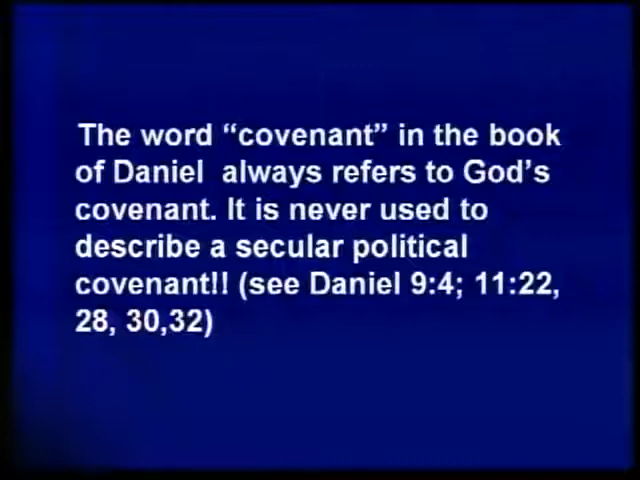 The word “covenant” in the book
of Daniel  always refers to God’s
covenant. It is never used to
describe a secular political
covenant!! (see Daniel 9:4; 11:22,
28, 30,32)